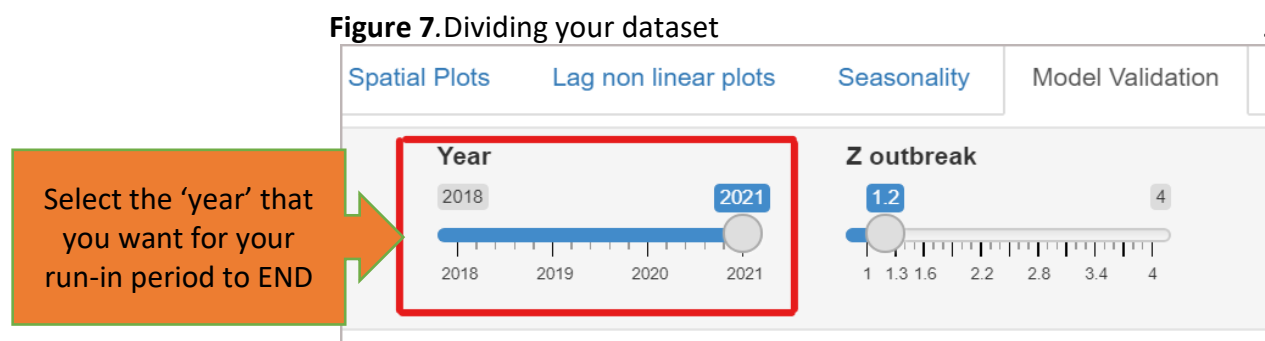 Figure 7.Dividing your dataset
Spatial Plots Lag non linear plots Seasonality Model Validation
Select the ‘year’ that
you want for your
run-in period to END
Year
2018 2021
2018 2019 2020 2021
Z outbreak
1.2 4
1 1.3 1.6 2.2 2.8 3.4 4